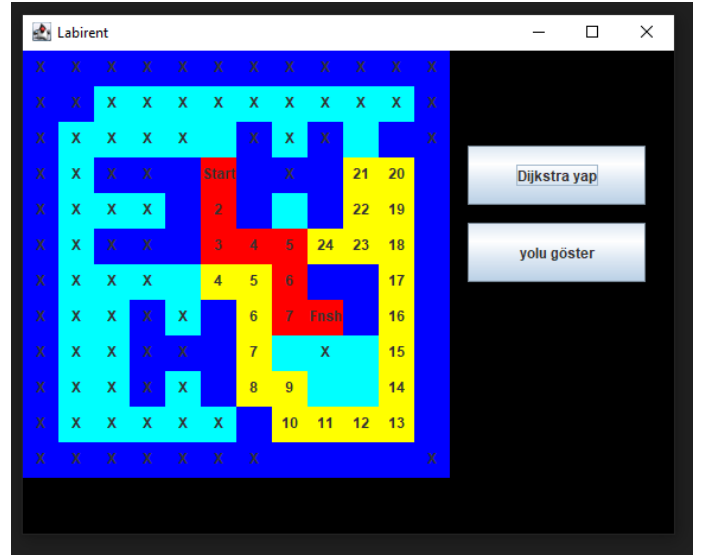 Labirent
X X X X X X X X X X X X
X X X X X X X X X X X X
X X X X X X X X X
X X X X Start X 21 20
X X X X 2 22 19
X X X X 3 4 5 24 23 18
X X X X 4 5 6 17
X X X X X 6 7 Fnsh 16
X X X X X 7 X 15
X X X X X 8 9 14
X X X X X X 10 11 12 13
X X X X X X X X
Dijkstra yap
yolu göster